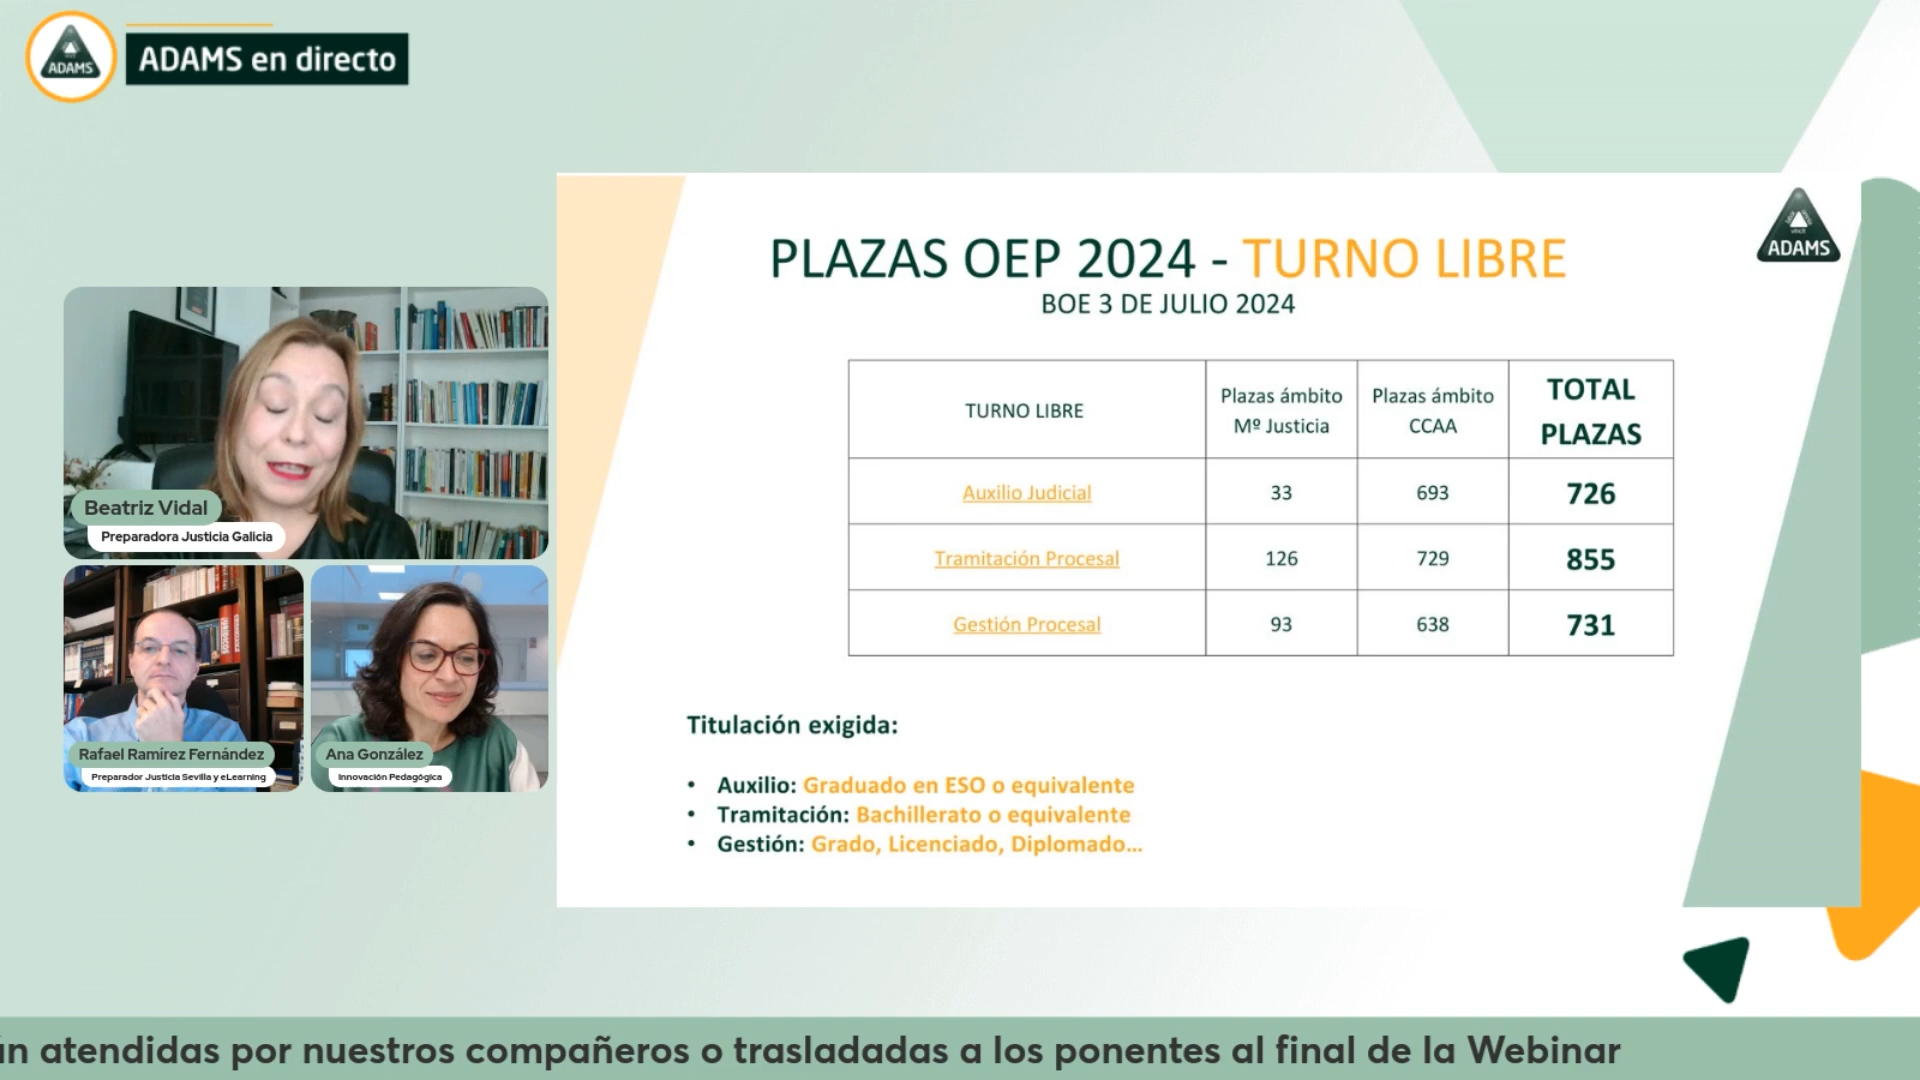 ADAMS
ADAMS en directo
PLAZAS OEP 2024 - TURNO LIBRE
BOE 3 DE JULIO 2024
ADAMS
TURNO LIBRE
Plazas ámbito
Mº Justicia
Plazas ámbito
CCAA
TOTAL
PLAZAS
Auxilio Judicial 33 693 726
Tramitación Procesal 126 729 855
Gestión Procesal 93 638 731
Titulación exigida:
• Auxilio: Graduado en ESO o equivalente
• Tramitación: Bachillerato o equivalente
• Gestión: Grado, Licenciado, Diplomado...
Beatriz Vidal
Preparadora Justicia Galicia
Rafael Ramírez Fernández
Preparador Justicia Sevilla y eLearning
Ana González
Innovación Pedagógica
atendidas por nuestros compañeros o trasladadas a los ponentes al final de la Webinar